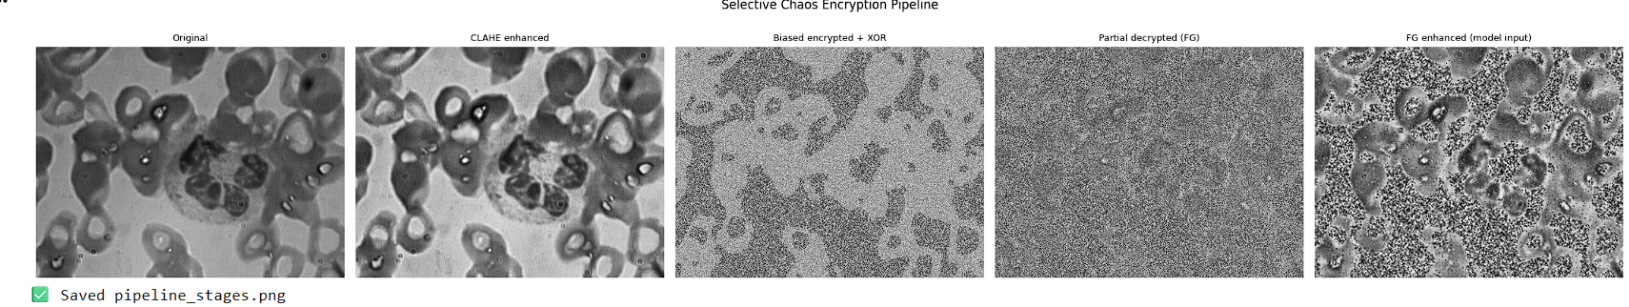 Selective Chaos Encryption Pipeline
Original
CLAHE enhanced
Biased encrypted + XOR
Partial decrypted (FG)
FG enhanced (model input)
✅ Saved pipeline_stages.png